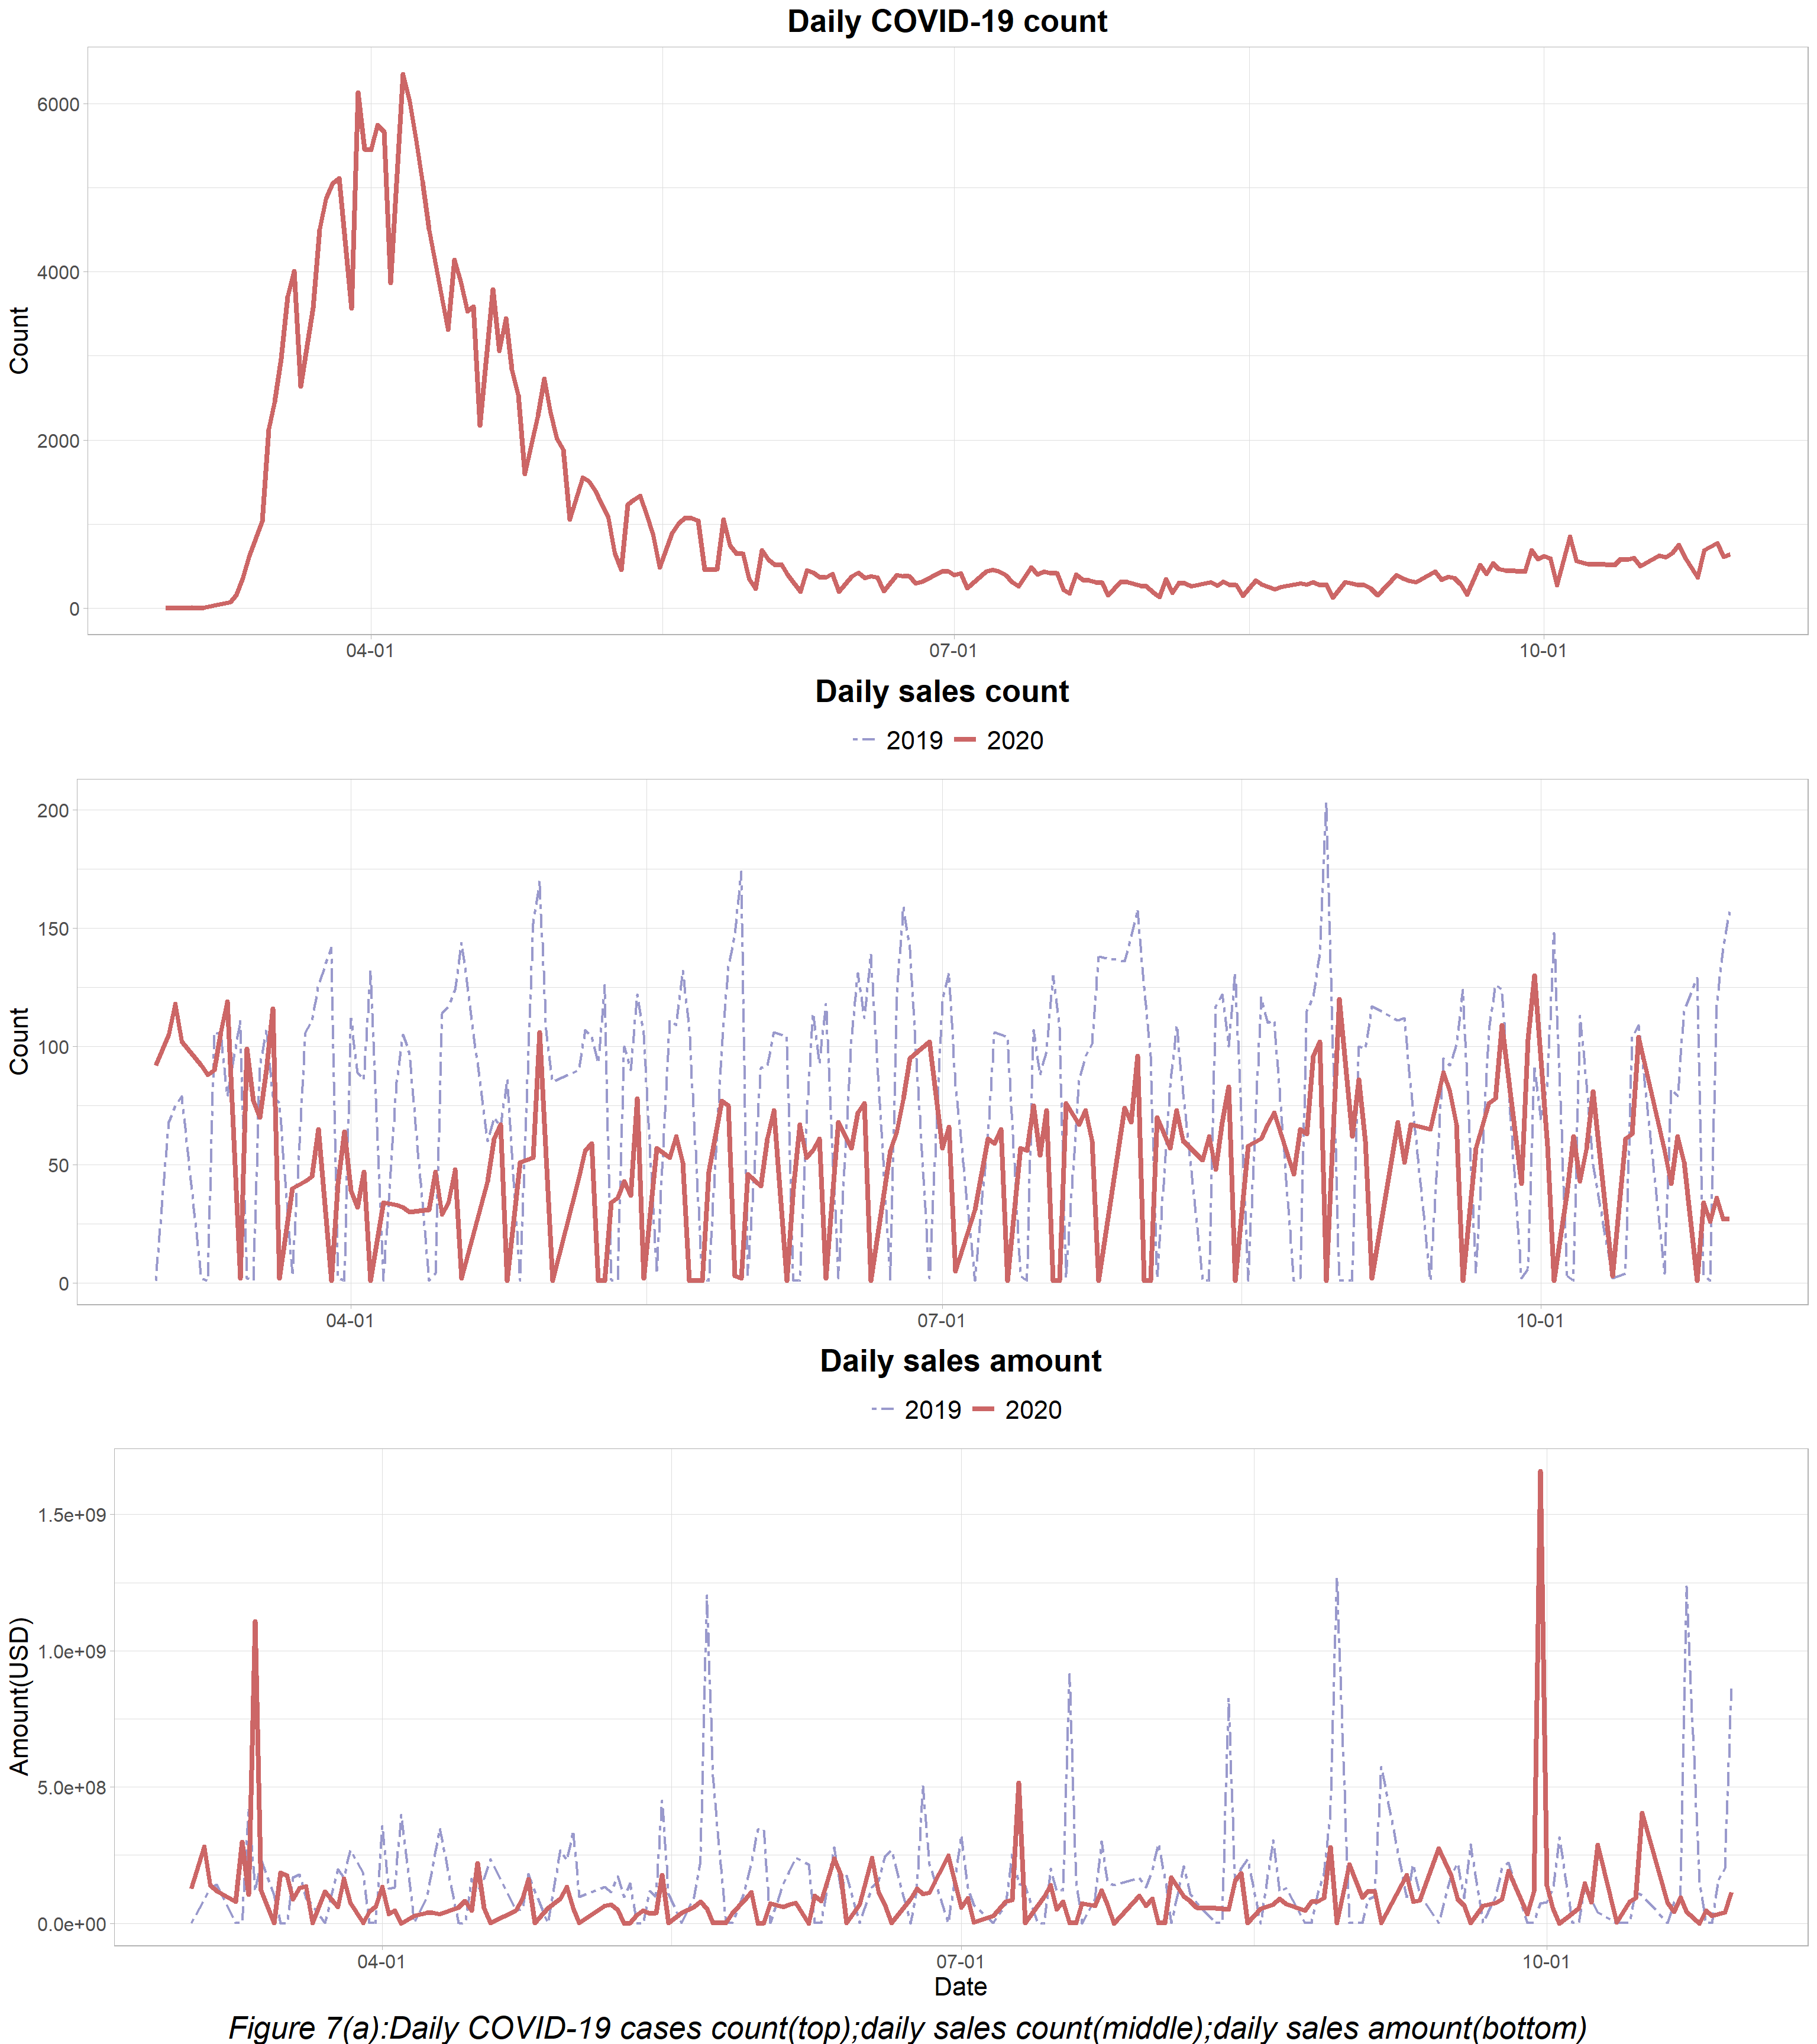 Daily COVID-19 count
6000
4000
2000
0
Count
04-01 07-01 10-01
Daily sales count
2019 2020
200
150
100
50
0
Count
04-01 07-01 10-01
Daily sales amount
2019 2020
1.5e+09
1.0e+09
5.0e+08
0.0e+00
Amount(USD)
04-01 07-01 10-01
Date
Figure 7(a):Daily COVID-19 cases count(top);daily sales count(middle);daily sales amount(bottom)